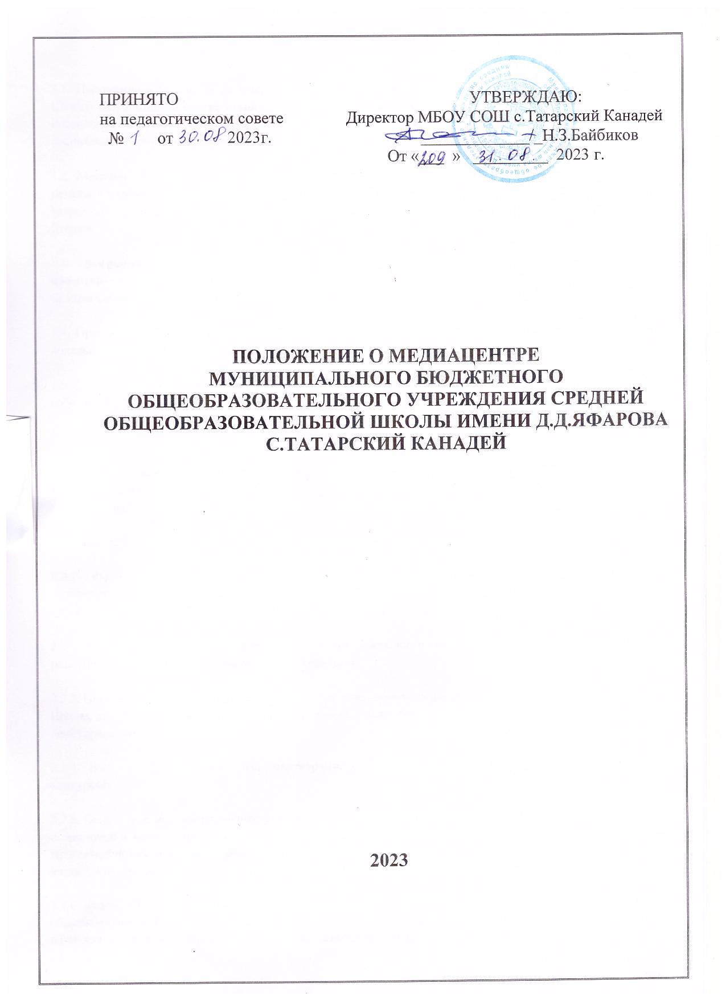 ПРИНЯТО
на педагогическом совете
№ 1 от 30.08 2023г.
УТВЕРЖДАЮ:
Директор МБОУ СОШ с.Татарский Канадей
/ Н.З.Байбиков
От « 209 » 31. 08. 2023 г.
ПОЛОЖЕНИЕ О МЕДИАЦЕНТРЕ
МУНИЦИПАЛЬНОГО БЮДЖЕТНОГО
ОБЩЕОБРАЗОВАТЕЛЬНОГО УЧРЕЖДЕНИЯ СРЕДНЕЙ
ОБЩЕОБРАЗОВАТЕЛЬНОЙ ШКОЛЫ ИМЕНИ Д.Д.ЯФАРОВА
С.ТАТАРСКИЙ КАНАДЕЙ
2023